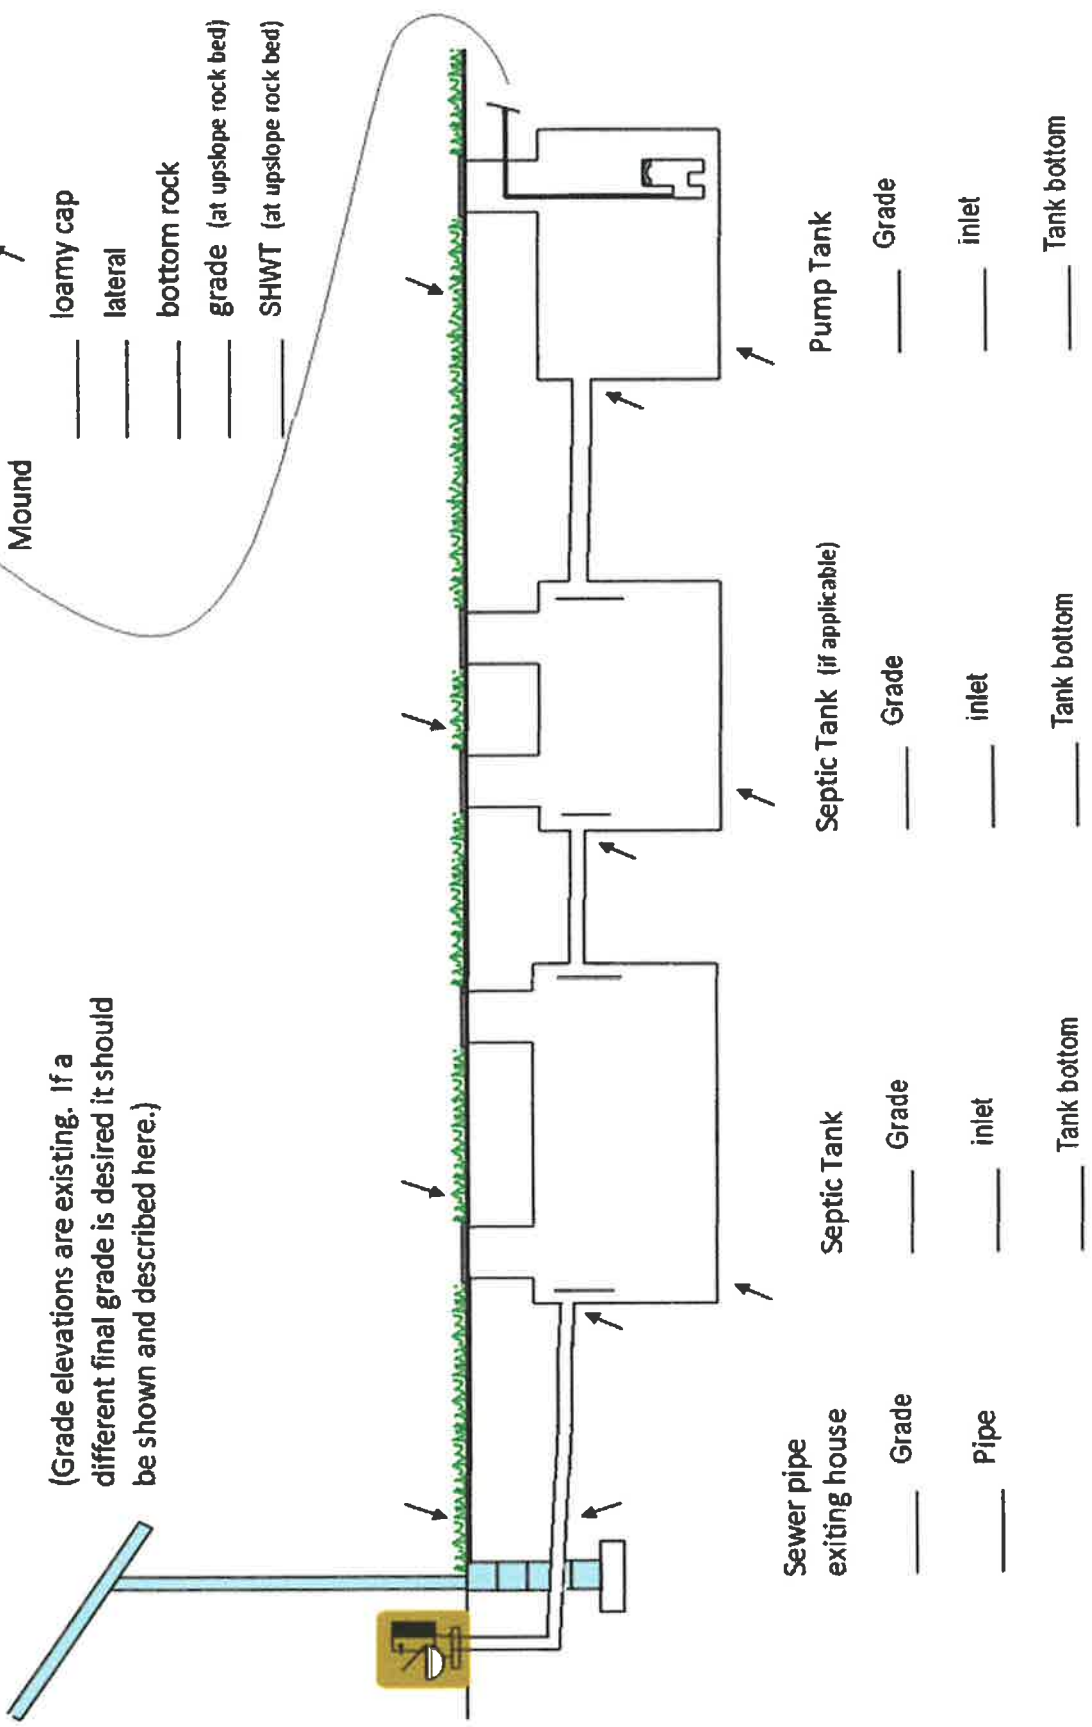 Mound
loamy cap
lateral
bottom rock
grade (at upslope rock bed)
SHWT (at upslope rock bed)
(Grade elevations are existing. If a
different final grade is desired it should
be shown and described here.)
Sewer pipe
exiting house
Grade
Pipe
Septic Tank
Grade
inlet
Tank bottom
Septic Tank (if applicable)
Grade
inlet
Tank bottom
Pump Tank
Grade
inlet
Tank bottom